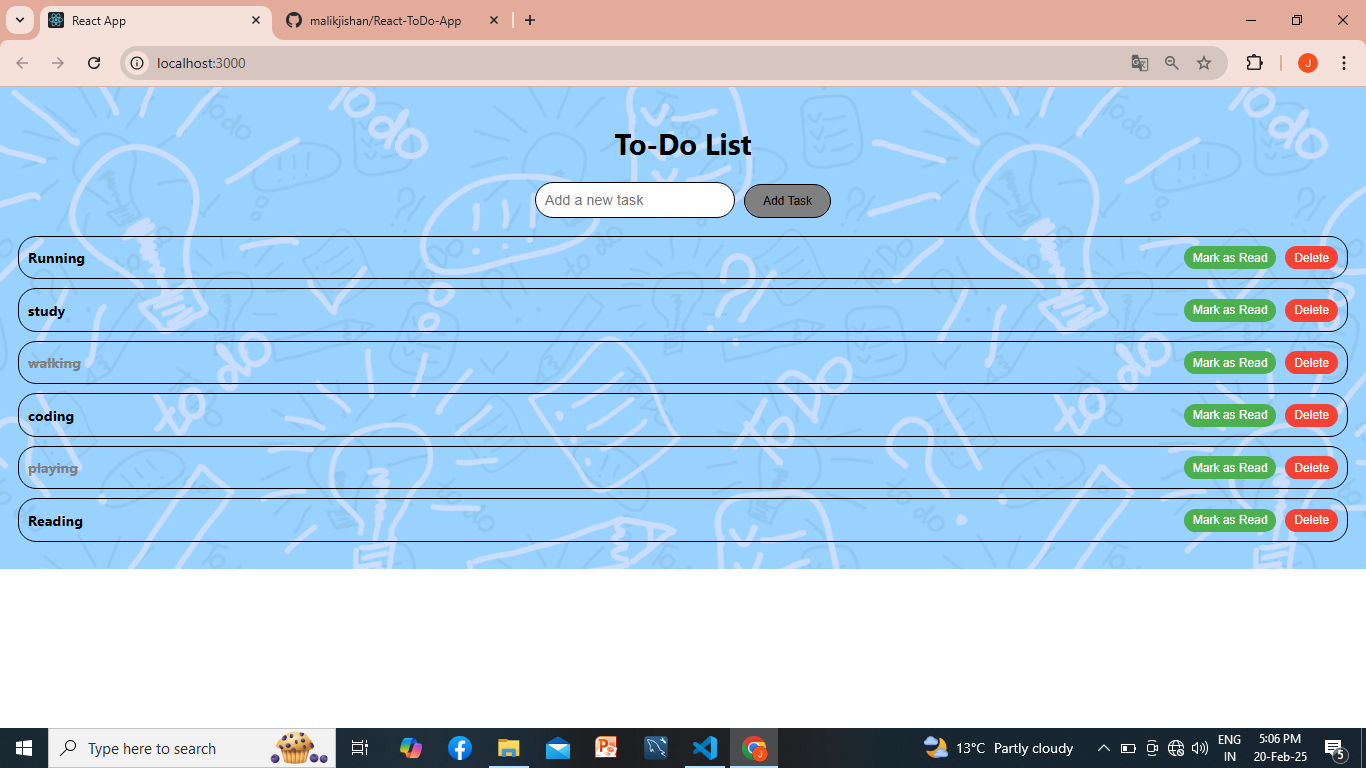 React App
malikjishan/React-ToDo-App
localhost:3000
J
To-Do List
Add a new task
Add Task
Running
Mark as Read
Delete
study
Mark as Read
Delete
walking
Mark as Read
Delete
coding
Mark as Read
Delete
playing
Mark as Read
Delete
Reading
Mark as Read
Delete
Type here to search
13°C Partly cloudy
ENG
IN
5:06 PM
20-Feb-25
5